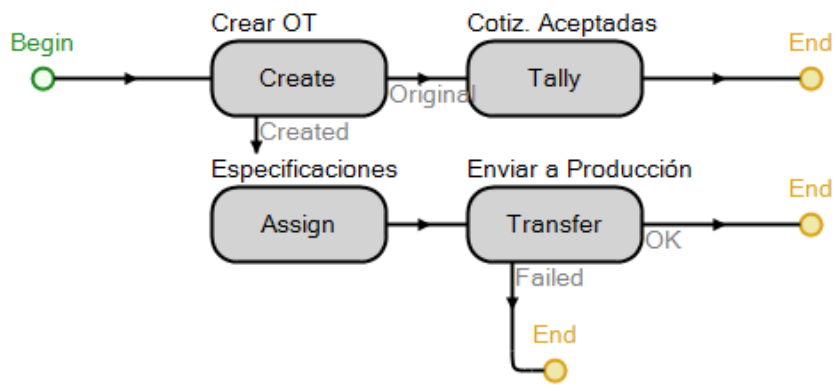 Crear OT
Cotiz. Aceptadas
Begin
End
Create
Tally
Original
Created
Especificaciones
Enviar a Producción
End
Assign
Transfer
OK
Failed
End